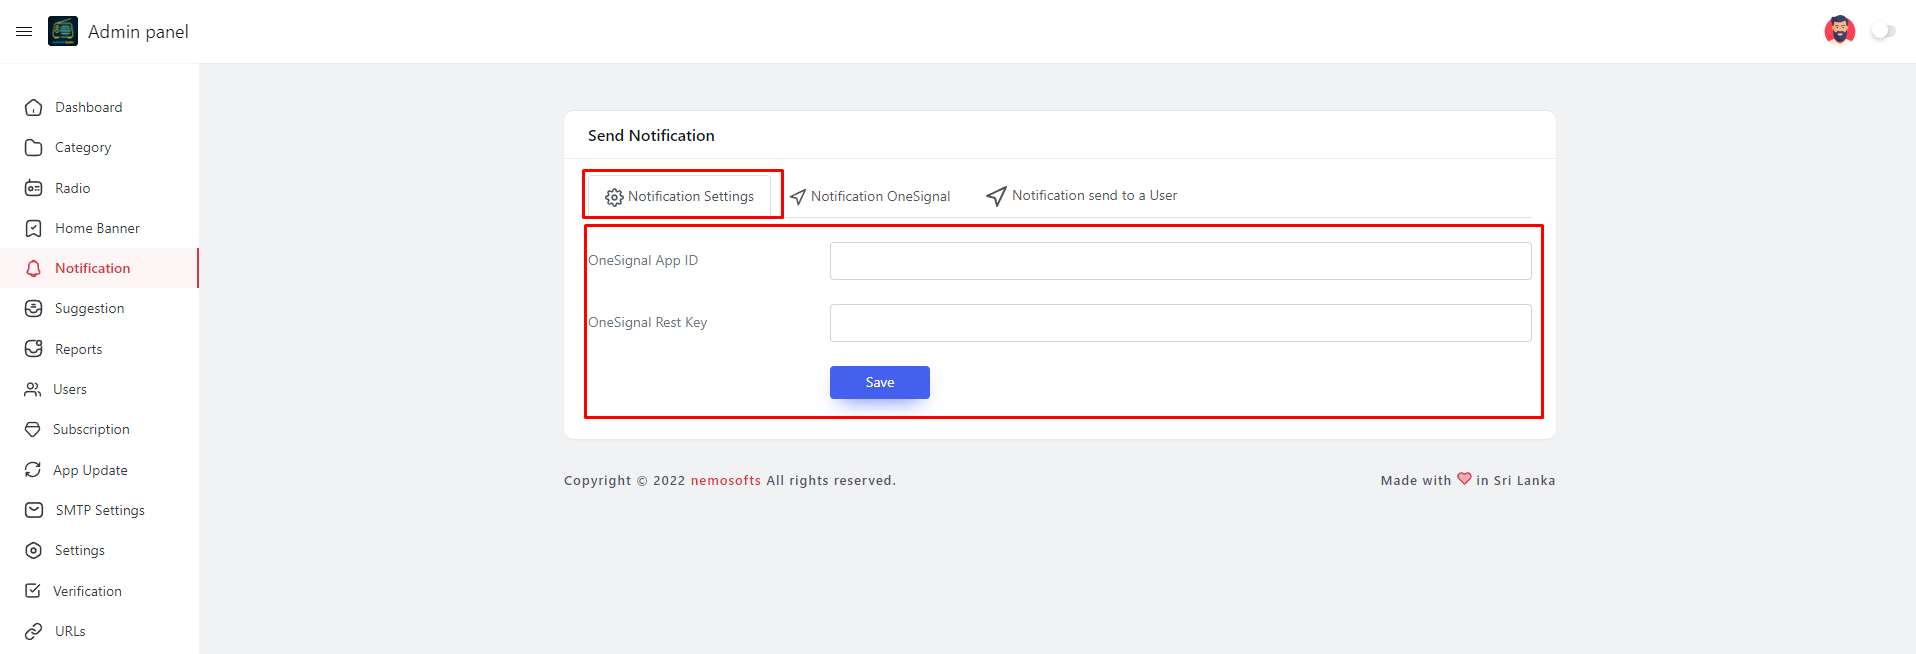 Admin panel
Dashboard
Category
Radio
Home Banner
Notification
Suggestion
Reports
Users
Subscription
App Update
SMTP Settings
Settings
Verification
URLs
Send Notification
Notification Settings
Notification OneSignal
Notification send to a User
OneSignal App ID
OneSignal Rest Key
Save
Copyright © 2022 nemosofts All rights reserved.
Made with in Sri Lanka